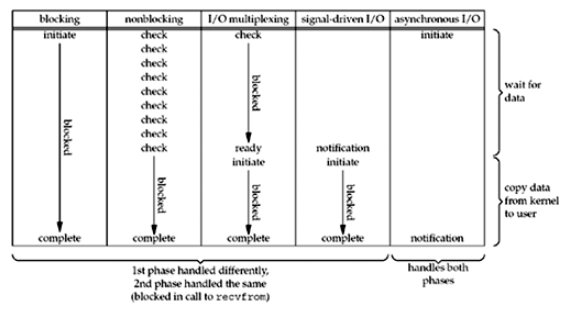 blocking nonblocking I/O multiplexing signal-driven I/O asynchronous I/O
initiate check check initiate
check
check
check
check
check
check
check
check ready notification
initiate initiate
blocked
blocked
blocked
blocked
blocked
complete complete complete complete notification
wait for
data
copy data
from kernel
to user
1st phase handled differently,
2nd phase handled the same
(blocked in call to recvfrom)
handles both
phases